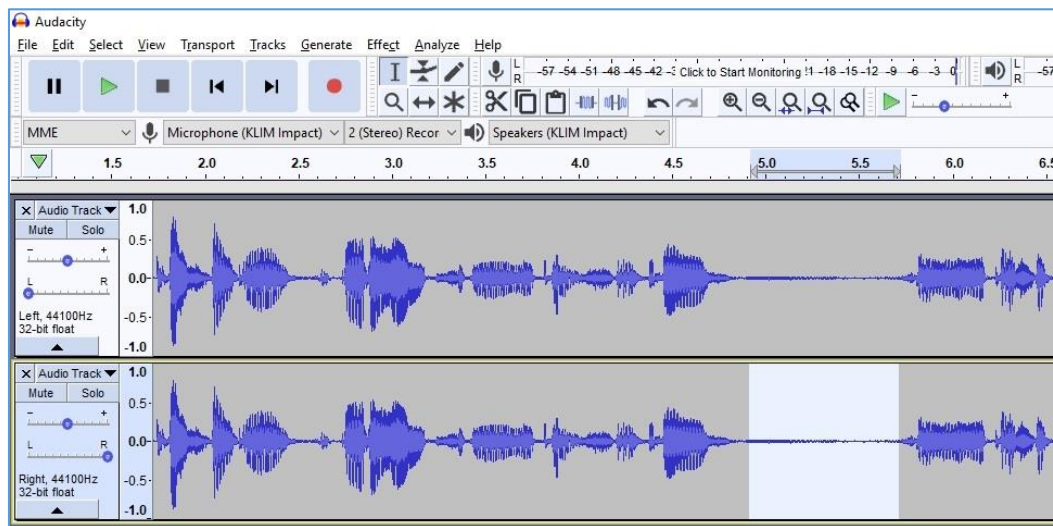 Audacity
File Edit Select View Transport Tracks Generate Effect Analyze Help
L
R
-57 -54 -51 -48 -45 -42 -3 Click to Start Monitoring !1 -18 -15 -12 -9 -6 -3 0
L
R
-57
- +
MME Microphone (KLIM Impact) 2 (Stereo) Recor Speakers (KLIM Impact)
1.5 2.0 2.5 3.0 3.5 4.0 4.5 5.0 5.5 6.0 6.5
X Audio Track 1.0
Mute Solo 0.5
- +
L R 0.0
Left, 44100Hz -0.5
32-bit float
-1.0
X Audio Track 1.0
Mute Solo 0.5
- +
L R 0.0
Right, 44100Hz -0.5
32-bit float
-1.0